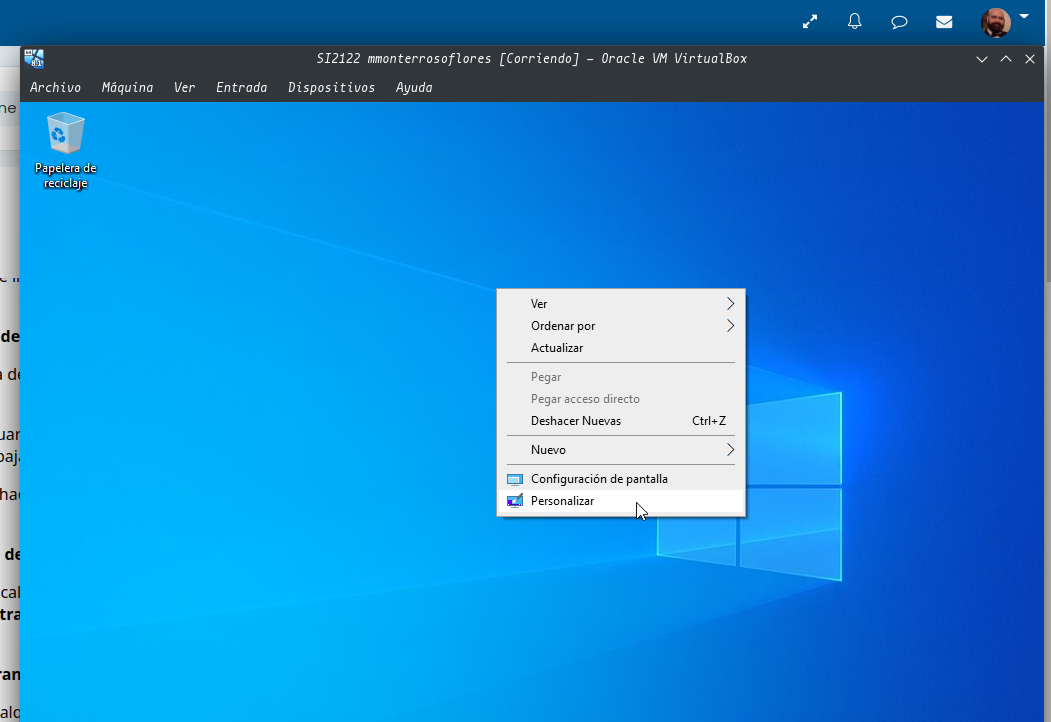 SI2122 mmonterrosoflores [Corriendo] – Oracle VM VirtualBox
Archivo Máquina Ver Entrada Dispositivos Ayuda
Papelera de
reciclaje
Ver
Ordenar por
Actualizar
Pegar
Pegar acceso directo
Deshacer Nuevas Ctrl+Z
Nuevo
Configuración de pantalla
Personalizar